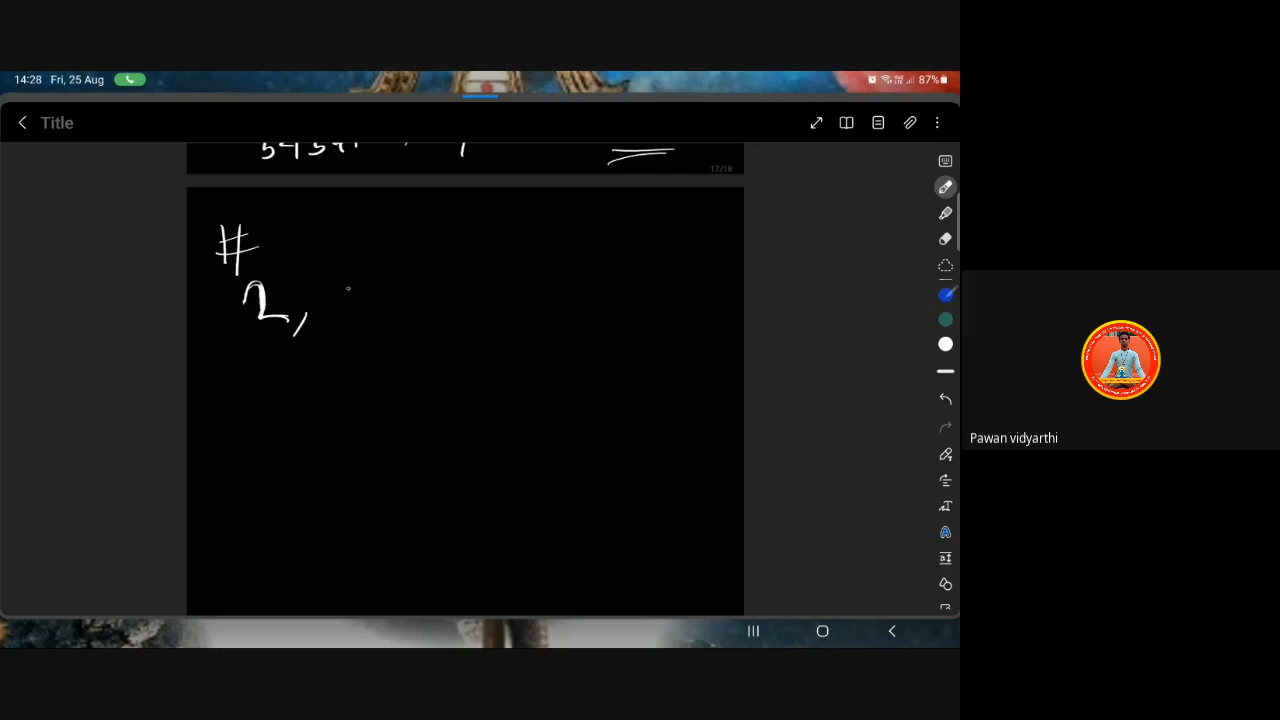 14:28 Fri, 25 Aug
87%
Title
17/18
#
2,
Pawan vidyarthi